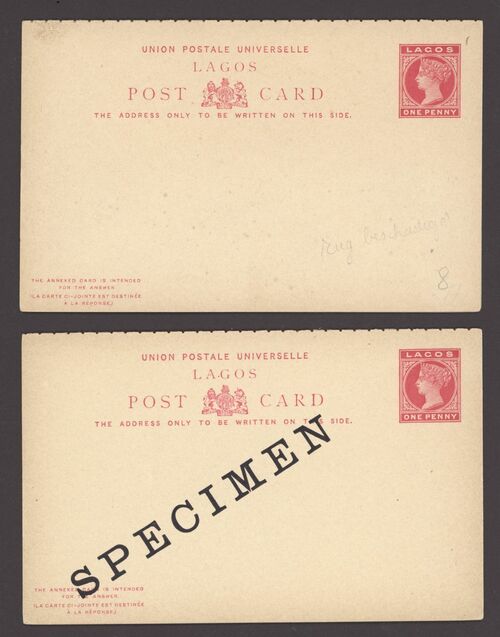 UNION POSTALE UNIVERSELLE
LAGOS
POST CARD
THE ADDRESS ONLY TO BE WRITTEN ON THIS SIDE.
LAGOS
ONE PENNY
rug beschadigd
8
THE ANNEXED CARD IS INTENDED
FOR THE ANSWER
(LA CARTE CI-JOINTE EST DESTINÉE
À LA RÉPONSE)
UNION POSTALE UNIVERSELLE
LAGOS
POST CARD
THE ADDRESS ONLY TO BE WRITTEN ON THIS SIDE.
LAGOS
ONE PENNY
SPECIMEN
THE ANNEXED CARD IS INTENDED
FOR THE ANSWER
(LA CARTE CI-JOINTE EST DESTINÉE
À LA RÉPONSE)